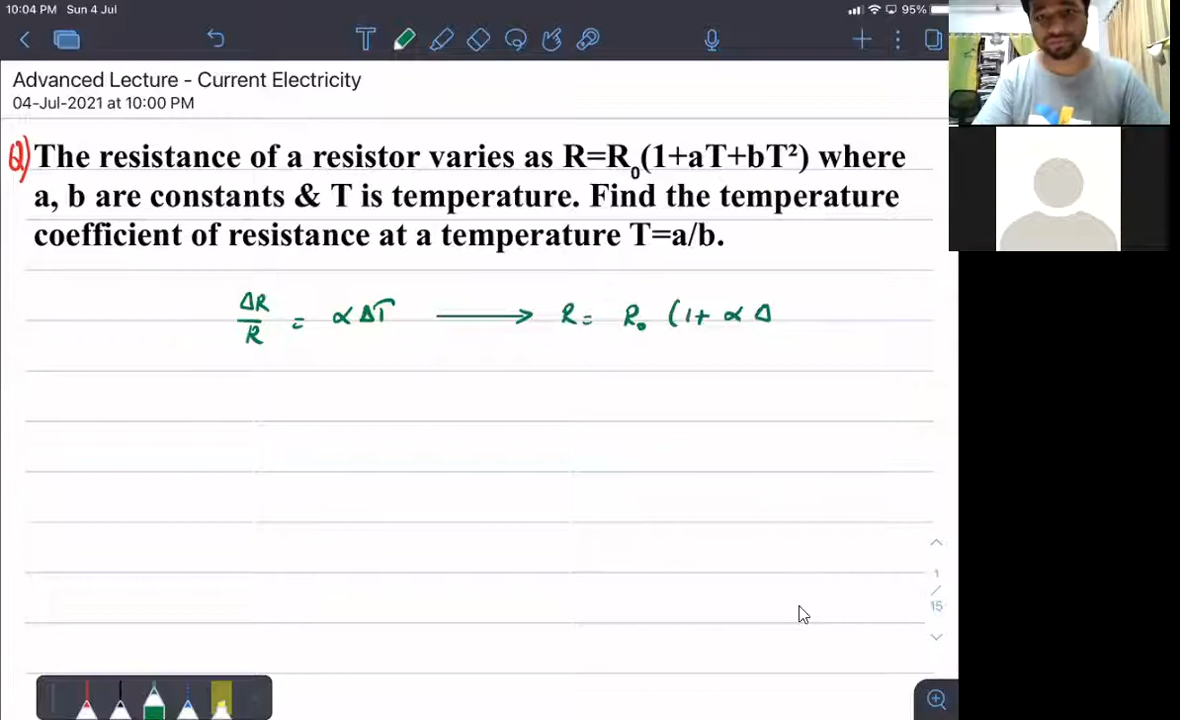 10:04 PM Sun 4 Jul
95%
Advanced Lecture - Current Electricity
04-Jul-2021 at 10:00 PM
Q) The resistance of a resistor varies as R=R₀(1+aT+bT²) where
a, b are constants & T is temperature. Find the temperature
coefficient of resistance at a temperature T=a/b.
ΔR/R = α ΔT ⟶ R = R₀ (1+ α Δ
1
/
15